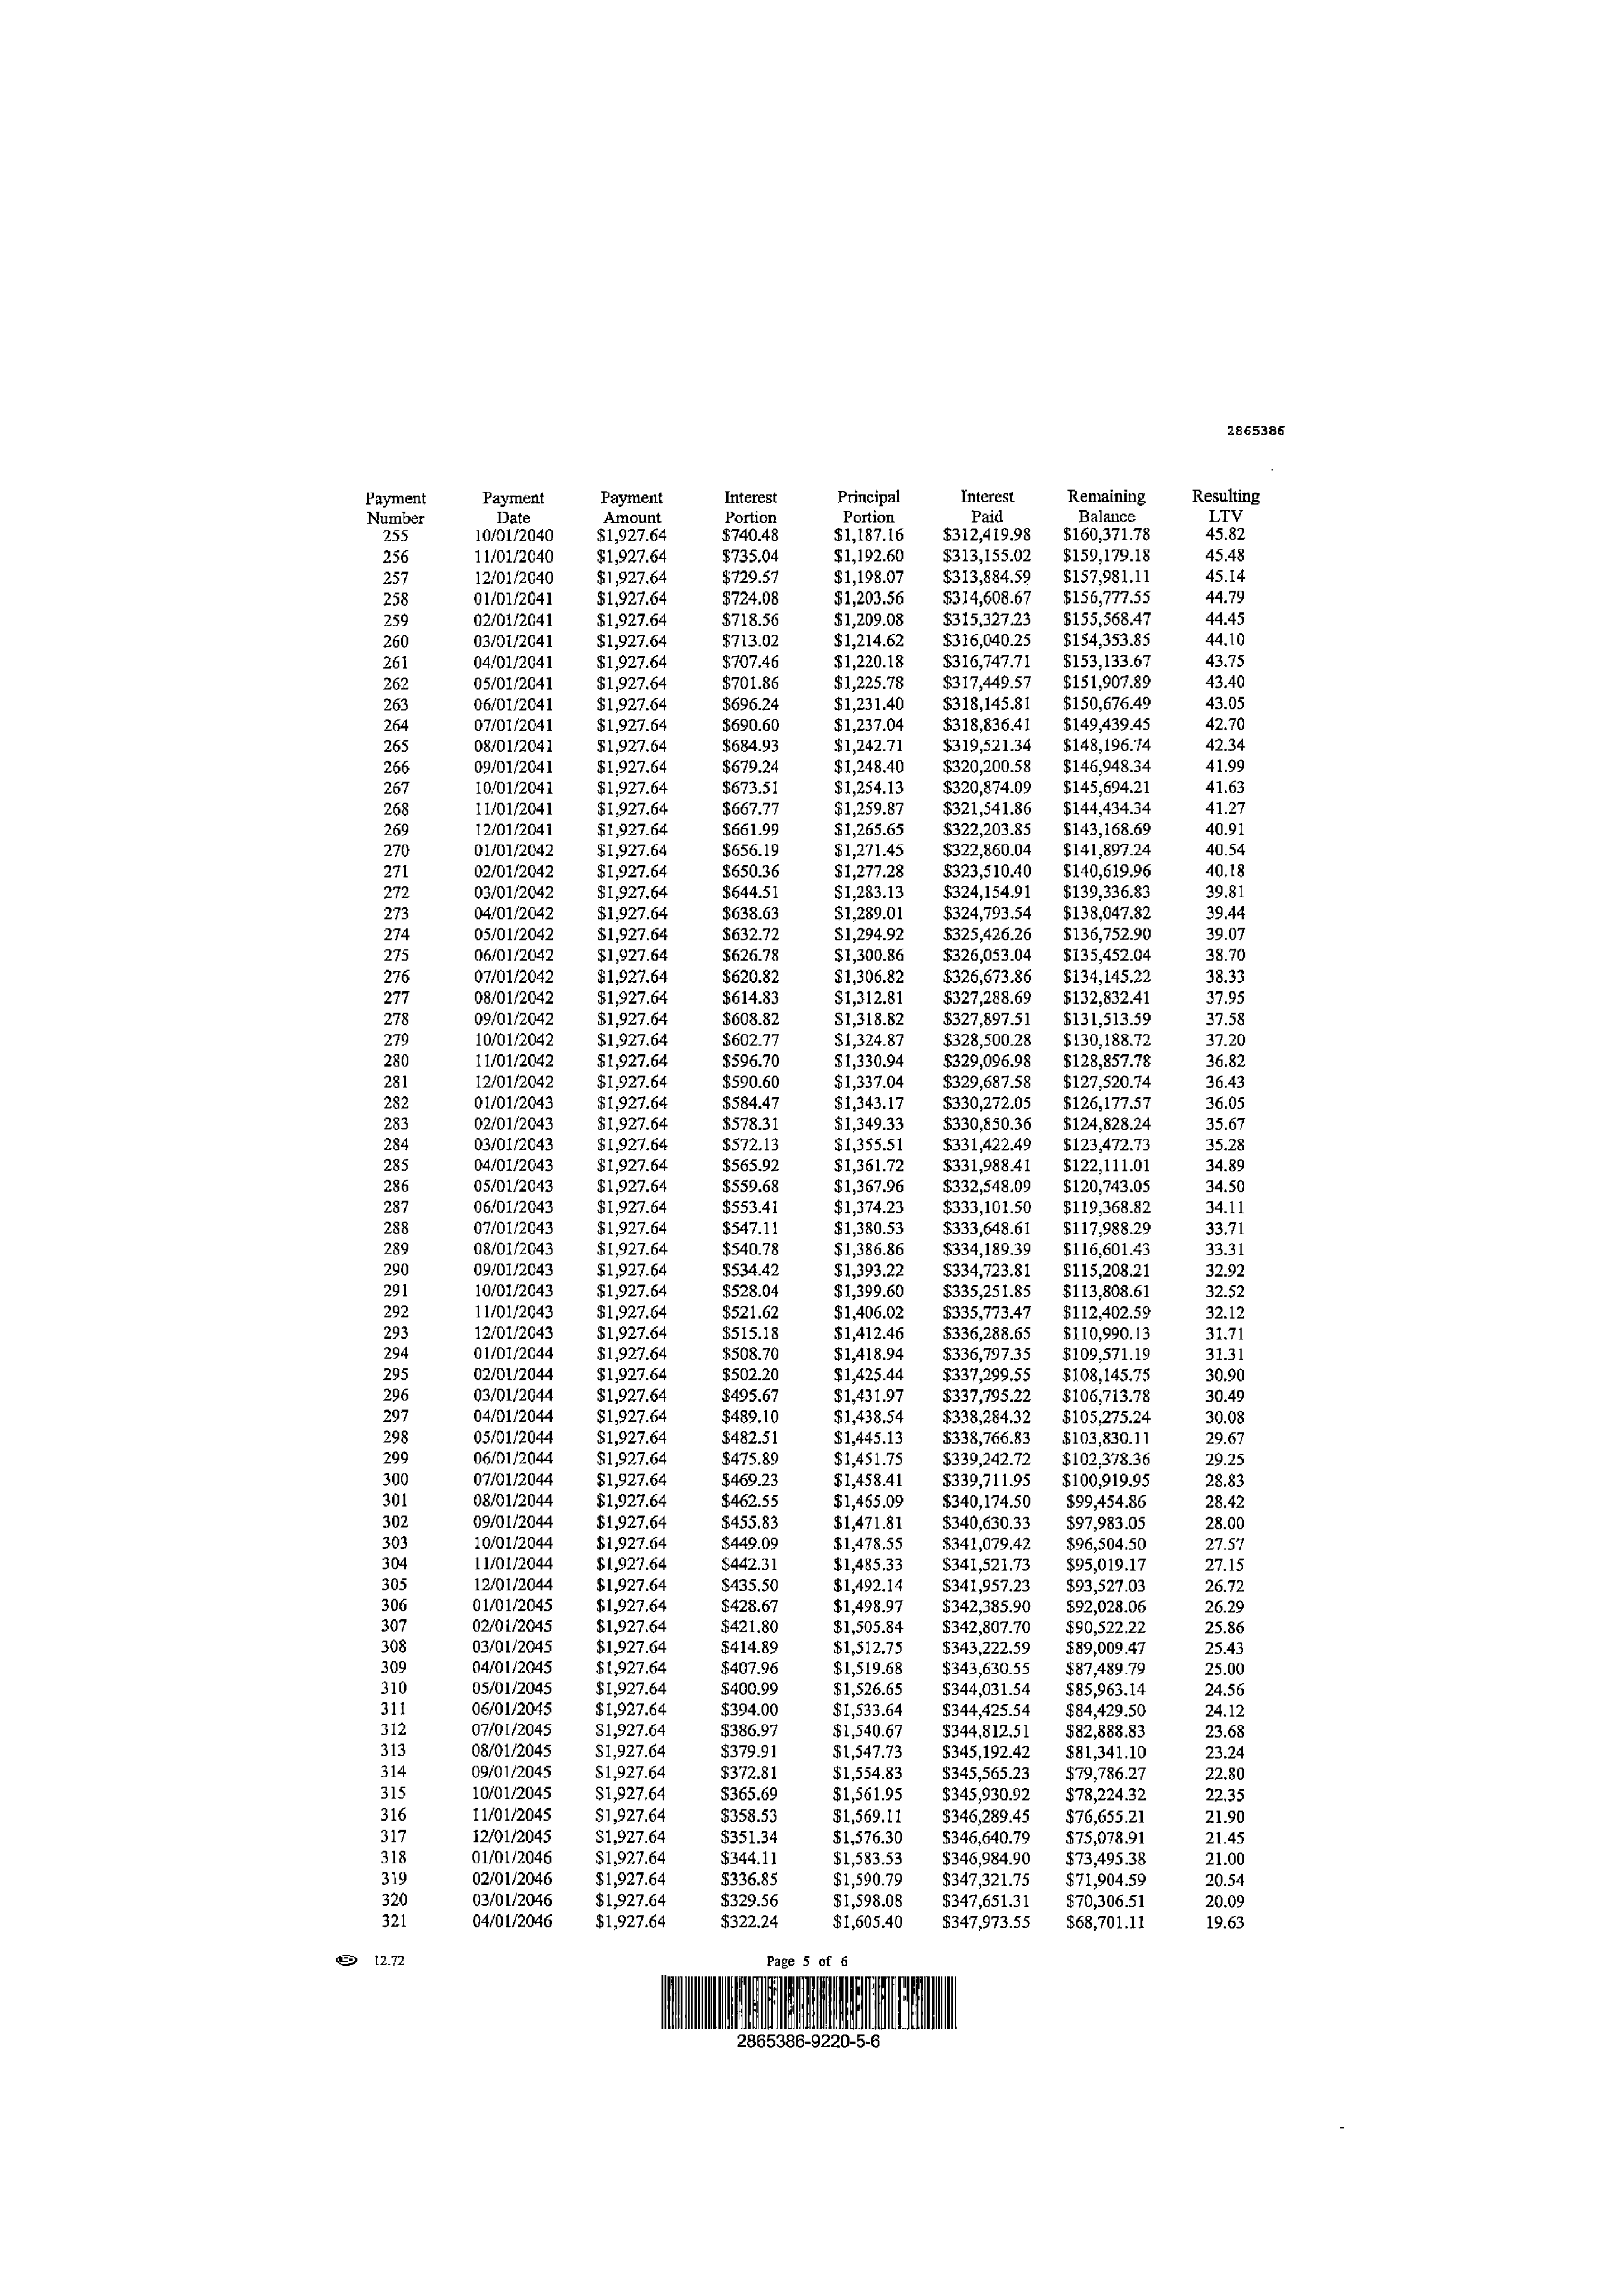 2865386
Payment Payment Payment Interest Principal Interest Remaining Resulting
Number Date Amount Portion Portion Paid Balance LTV
255 10/01/2040 $1,927.64 $740.48 $1,187.16 $312,419.98 $160,371.78 45.82
256 11/01/2040 $1,927.64 $735.04 $1,192.60 $313,155.02 $159,179.18 45.48
257 12/01/2040 $1,927.64 $729.57 $1,198.07 $313,884.59 $157,981.11 45.14
258 01/01/2041 $1,927.64 $724.08 $1,203.56 $314,608.67 $156,777.55 44.79
259 02/01/2041 $1,927.64 $718.56 $1,209.08 $315,327.23 $155,568.47 44.45
260 03/01/2041 $1,927.64 $713.02 $1,214.62 $316,040.25 $154,353.85 44.10
261 04/01/2041 $1,927.64 $707.46 $1,220.18 $316,747.71 $153,133.67 43.75
262 05/01/2041 $1,927.64 $701.86 $1,225.78 $317,449.57 $151,907.89 43.40
263 06/01/2041 $1,927.64 $696.24 $1,231.40 $318,145.81 $150,676.49 43.05
264 07/01/2041 $1,927.64 $690.60 $1,237.04 $318,836.41 $149,439.45 42.70
265 08/01/2041 $1,927.64 $684.93 $1,242.71 $319,521.34 $148,196.74 42.34
266 09/01/2041 $1,927.64 $679.24 $1,248.40 $320,200.58 $146,948.34 41.99
267 10/01/2041 $1,927.64 $673.51 $1,254.13 $320,874.09 $145,694.21 41.63
268 11/01/2041 $1,927.64 $667.77 $1,259.87 $321,541.86 $144,434.34 41.27
269 12/01/2041 $1,927.64 $661.99 $1,265.65 $322,203.85 $143,168.69 40.91
270 01/01/2042 $1,927.64 $656.19 $1,271.45 $322,860.04 $141,897.24 40.54
271 02/01/2042 $1,927.64 $650.36 $1,277.28 $323,510.40 $140,619.96 40.18
272 03/01/2042 $1,927.64 $644.51 $1,283.13 $324,154.91 $139,336.83 39.81
273 04/01/2042 $1,927.64 $638.63 $1,289.01 $324,793.54 $138,047.82 39.44
274 05/01/2042 $1,927.64 $632.72 $1,294.92 $325,426.26 $136,752.90 39.07
275 06/01/2042 $1,927.64 $626.78 $1,300.86 $326,053.04 $135,452.04 38.70
276 07/01/2042 $1,927.64 $620.82 $1,306.82 $326,673.86 $134,145.22 38.33
277 08/01/2042 $1,927.64 $614.83 $1,312.81 $327,288.69 $132,832.41 37.95
278 09/01/2042 $1,927.64 $608.82 $1,318.82 $327,897.51 $131,513.59 37.58
279 10/01/2042 $1,927.64 $602.77 $1,324.87 $328,500.28 $130,188.72 37.20
280 11/01/2042 $1,927.64 $596.70 $1,330.94 $329,096.98 $128,857.78 36.82
281 12/01/2042 $1,927.64 $590.60 $1,337.04 $329,687.58 $127,520.74 36.43
282 01/01/2043 $1,927.64 $584.47 $1,343.17 $330,272.05 $126,177.57 36.05
283 02/01/2043 $1,927.64 $578.31 $1,349.33 $330,850.36 $124,828.24 35.67
284 03/01/2043 $1,927.64 $572.13 $1,355.51 $331,422.49 $123,472.73 35.28
285 04/01/2043 $1,927.64 $565.92 $1,361.72 $331,988.41 $122,111.01 34.89
286 05/01/2043 $1,927.64 $559.68 $1,367.96 $332,548.09 $120,743.05 34.50
287 06/01/2043 $1,927.64 $553.41 $1,374.23 $333,101.50 $119,368.82 34.11
288 07/01/2043 $1,927.64 $547.11 $1,380.53 $333,648.61 $117,988.29 33.71
289 08/01/2043 $1,927.64 $540.78 $1,386.86 $334,189.39 $116,601.43 33.31
290 09/01/2043 $1,927.64 $534.42 $1,393.22 $334,723.81 $115,208.21 32.92
291 10/01/2043 $1,927.64 $528.04 $1,399.60 $335,251.85 $113,808.61 32.52
292 11/01/2043 $1,927.64 $521.62 $1,406.02 $335,773.47 $112,402.59 32.12
293 12/01/2043 $1,927.64 $515.18 $1,412.46 $336,288.65 $110,990.13 31.71
294 01/01/2044 $1,927.64 $508.70 $1,418.94 $336,797.35 $109,571.19 31.31
295 02/01/2044 $1,927.64 $502.20 $1,425.44 $337,299.55 $108,145.75 30.90
296 03/01/2044 $1,927.64 $495.67 $1,431.97 $337,795.22 $106,713.78 30.49
297 04/01/2044 $1,927.64 $489.10 $1,438.54 $338,284.32 $105,275.24 30.08
298 05/01/2044 $1,927.64 $482.51 $1,445.13 $338,766.83 $103,830.11 29.67
299 06/01/2044 $1,927.64 $475.89 $1,451.75 $339,242.72 $102,378.36 29.25
300 07/01/2044 $1,927.64 $469.23 $1,458.41 $339,711.95 $100,919.95 28.83
301 08/01/2044 $1,927.64 $462.55 $1,465.09 $340,174.50 $99,454.86 28.42
302 09/01/2044 $1,927.64 $455.83 $1,471.81 $340,630.33 $97,983.05 28.00
303 10/01/2044 $1,927.64 $449.09 $1,478.55 $341,079.42 $96,504.50 27.57
304 11/01/2044 $1,927.64 $442.31 $1,485.33 $341,521.73 $95,019.17 27.15
305 12/01/2044 $1,927.64 $435.50 $1,492.14 $341,957.23 $93,527.03 26.72
306 01/01/2045 $1,927.64 $428.67 $1,498.97 $342,385.90 $92,028.06 26.29
307 02/01/2045 $1,927.64 $421.80 $1,505.84 $342,807.70 $90,522.22 25.86
308 03/01/2045 $1,927.64 $414.89 $1,512.75 $343,222.59 $89,009.47 25.43
309 04/01/2045 $1,927.64 $407.96 $1,519.68 $343,630.55 $87,489.79 25.00
310 05/01/2045 $1,927.64 $400.99 $1,526.65 $344,031.54 $85,963.14 24.56
311 06/01/2045 $1,927.64 $394.00 $1,533.64 $344,425.54 $84,429.50 24.12
312 07/01/2045 $1,927.64 $386.97 $1,540.67 $344,812.51 $82,888.83 23.68
313 08/01/2045 $1,927.64 $379.91 $1,547.73 $345,192.42 $81,341.10 23.24
314 09/01/2045 $1,927.64 $372.81 $1,554.83 $345,565.23 $79,786.27 22.80
315 10/01/2045 $1,927.64 $365.69 $1,561.95 $345,930.92 $78,224.32 22.35
316 11/01/2045 $1,927.64 $358.53 $1,569.11 $346,289.45 $76,655.21 21.90
317 12/01/2045 $1,927.64 $351.34 $1,576.30 $346,640.79 $75,078.91 21.45
318 01/01/2046 $1,927.64 $344.11 $1,583.53 $346,984.90 $73,495.38 21.00
319 02/01/2046 $1,927.64 $336.85 $1,590.79 $347,321.75 $71,904.59 20.54
320 03/01/2046 $1,927.64 $329.56 $1,598.08 $347,651.31 $70,306.51 20.09
321 04/01/2046 $1,927.64 $322.24 $1,605.40 $347,973.55 $68,701.11 19.63
12.72 Page 5 of 6
2865386-9220-5-6